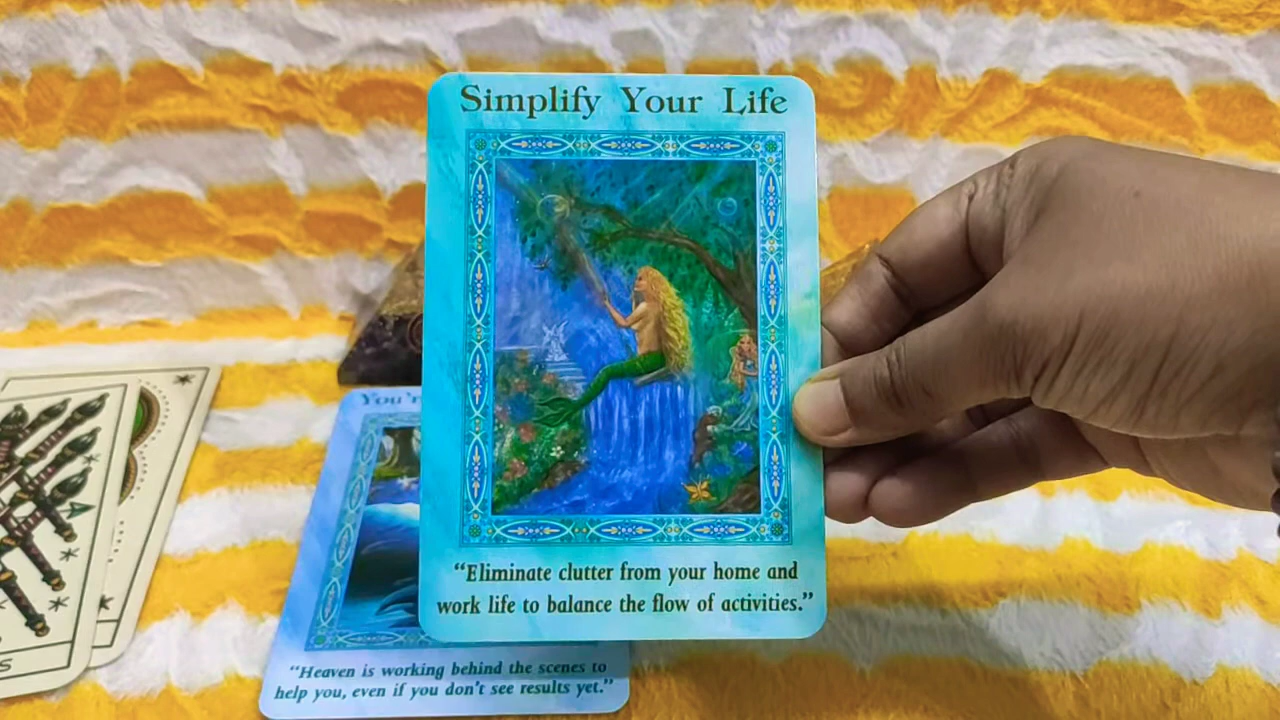 Simplify Your Life
"Eliminate clutter from your home and
work life to balance the flow of activities."
"Heaven is working behind the scenes to
help you, even if you don't see results yet."